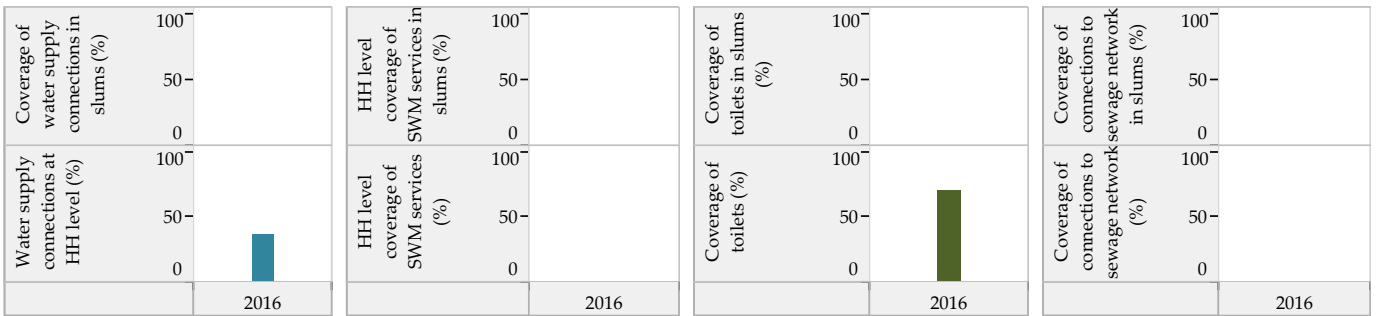 Coverage of
water supply
connections in
slums (%)
100
50
0
Water supply
connections at
HH level (%)
100
50
0
2016
HH level
coverage of
SWM services in
slums (%)
100
50
0
HH level
coverage of
SWM services
(%)
100
50
0
2016
Coverage of
toilets in slums
(%)
100
50
0
Coverage of
toilets (%)
100
50
0
2016
Coverage of
connections to
sewage network
in slums (%)
100
50
0
Coverage of
connections to
sewage network
(%)
100
50
0
2016